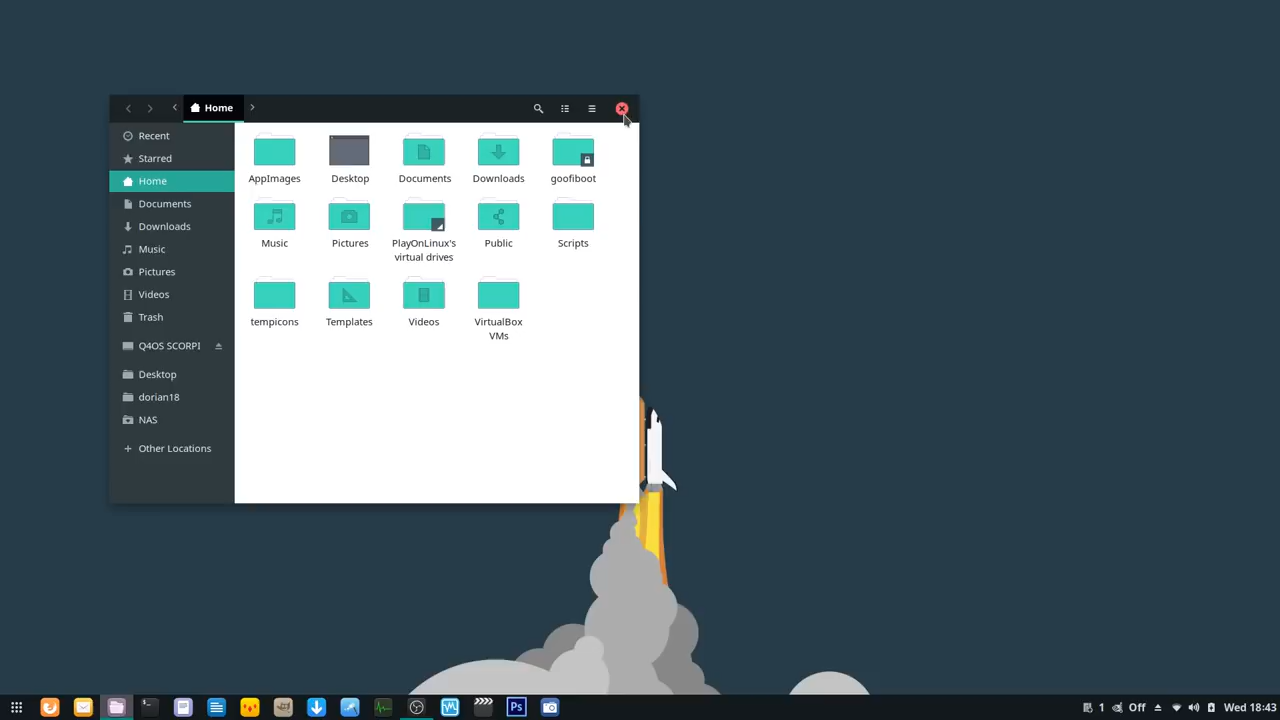 Home
Recent
Starred
Home
Documents
Downloads
Music
Pictures
Videos
Trash
Q4OS SCORPI
Desktop
dorian18
NAS
Other Locations
AppImages
Desktop
Documents
Downloads
goofiboot
Music
Pictures
PlayOnLinux's
virtual drives
Public
Scripts
tempicons
Templates
Videos
VirtualBox
VMs
Ps
1
Off
Wed 18:43